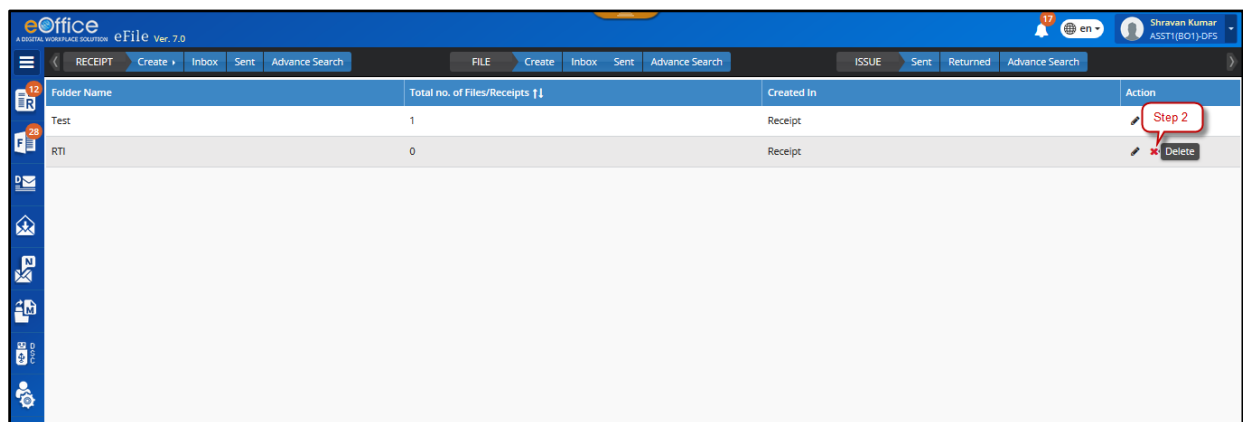 eOffice
A DIGITAL WORKPLACE SOLUTION eFile Ver. 7.0
17
en
Shravan Kumar
ASST1(BO1)-DFS
RECEIPT Create Inbox Sent Advance Search FILE Create Inbox Sent Advance Search ISSUE Sent Returned Advance Search
12
R
Folder Name Total no. of Files/Receipts Created In Action
Test 1 Receipt
Step 2
28
F
RTI 0 Receipt Delete
D
N
M
DSC